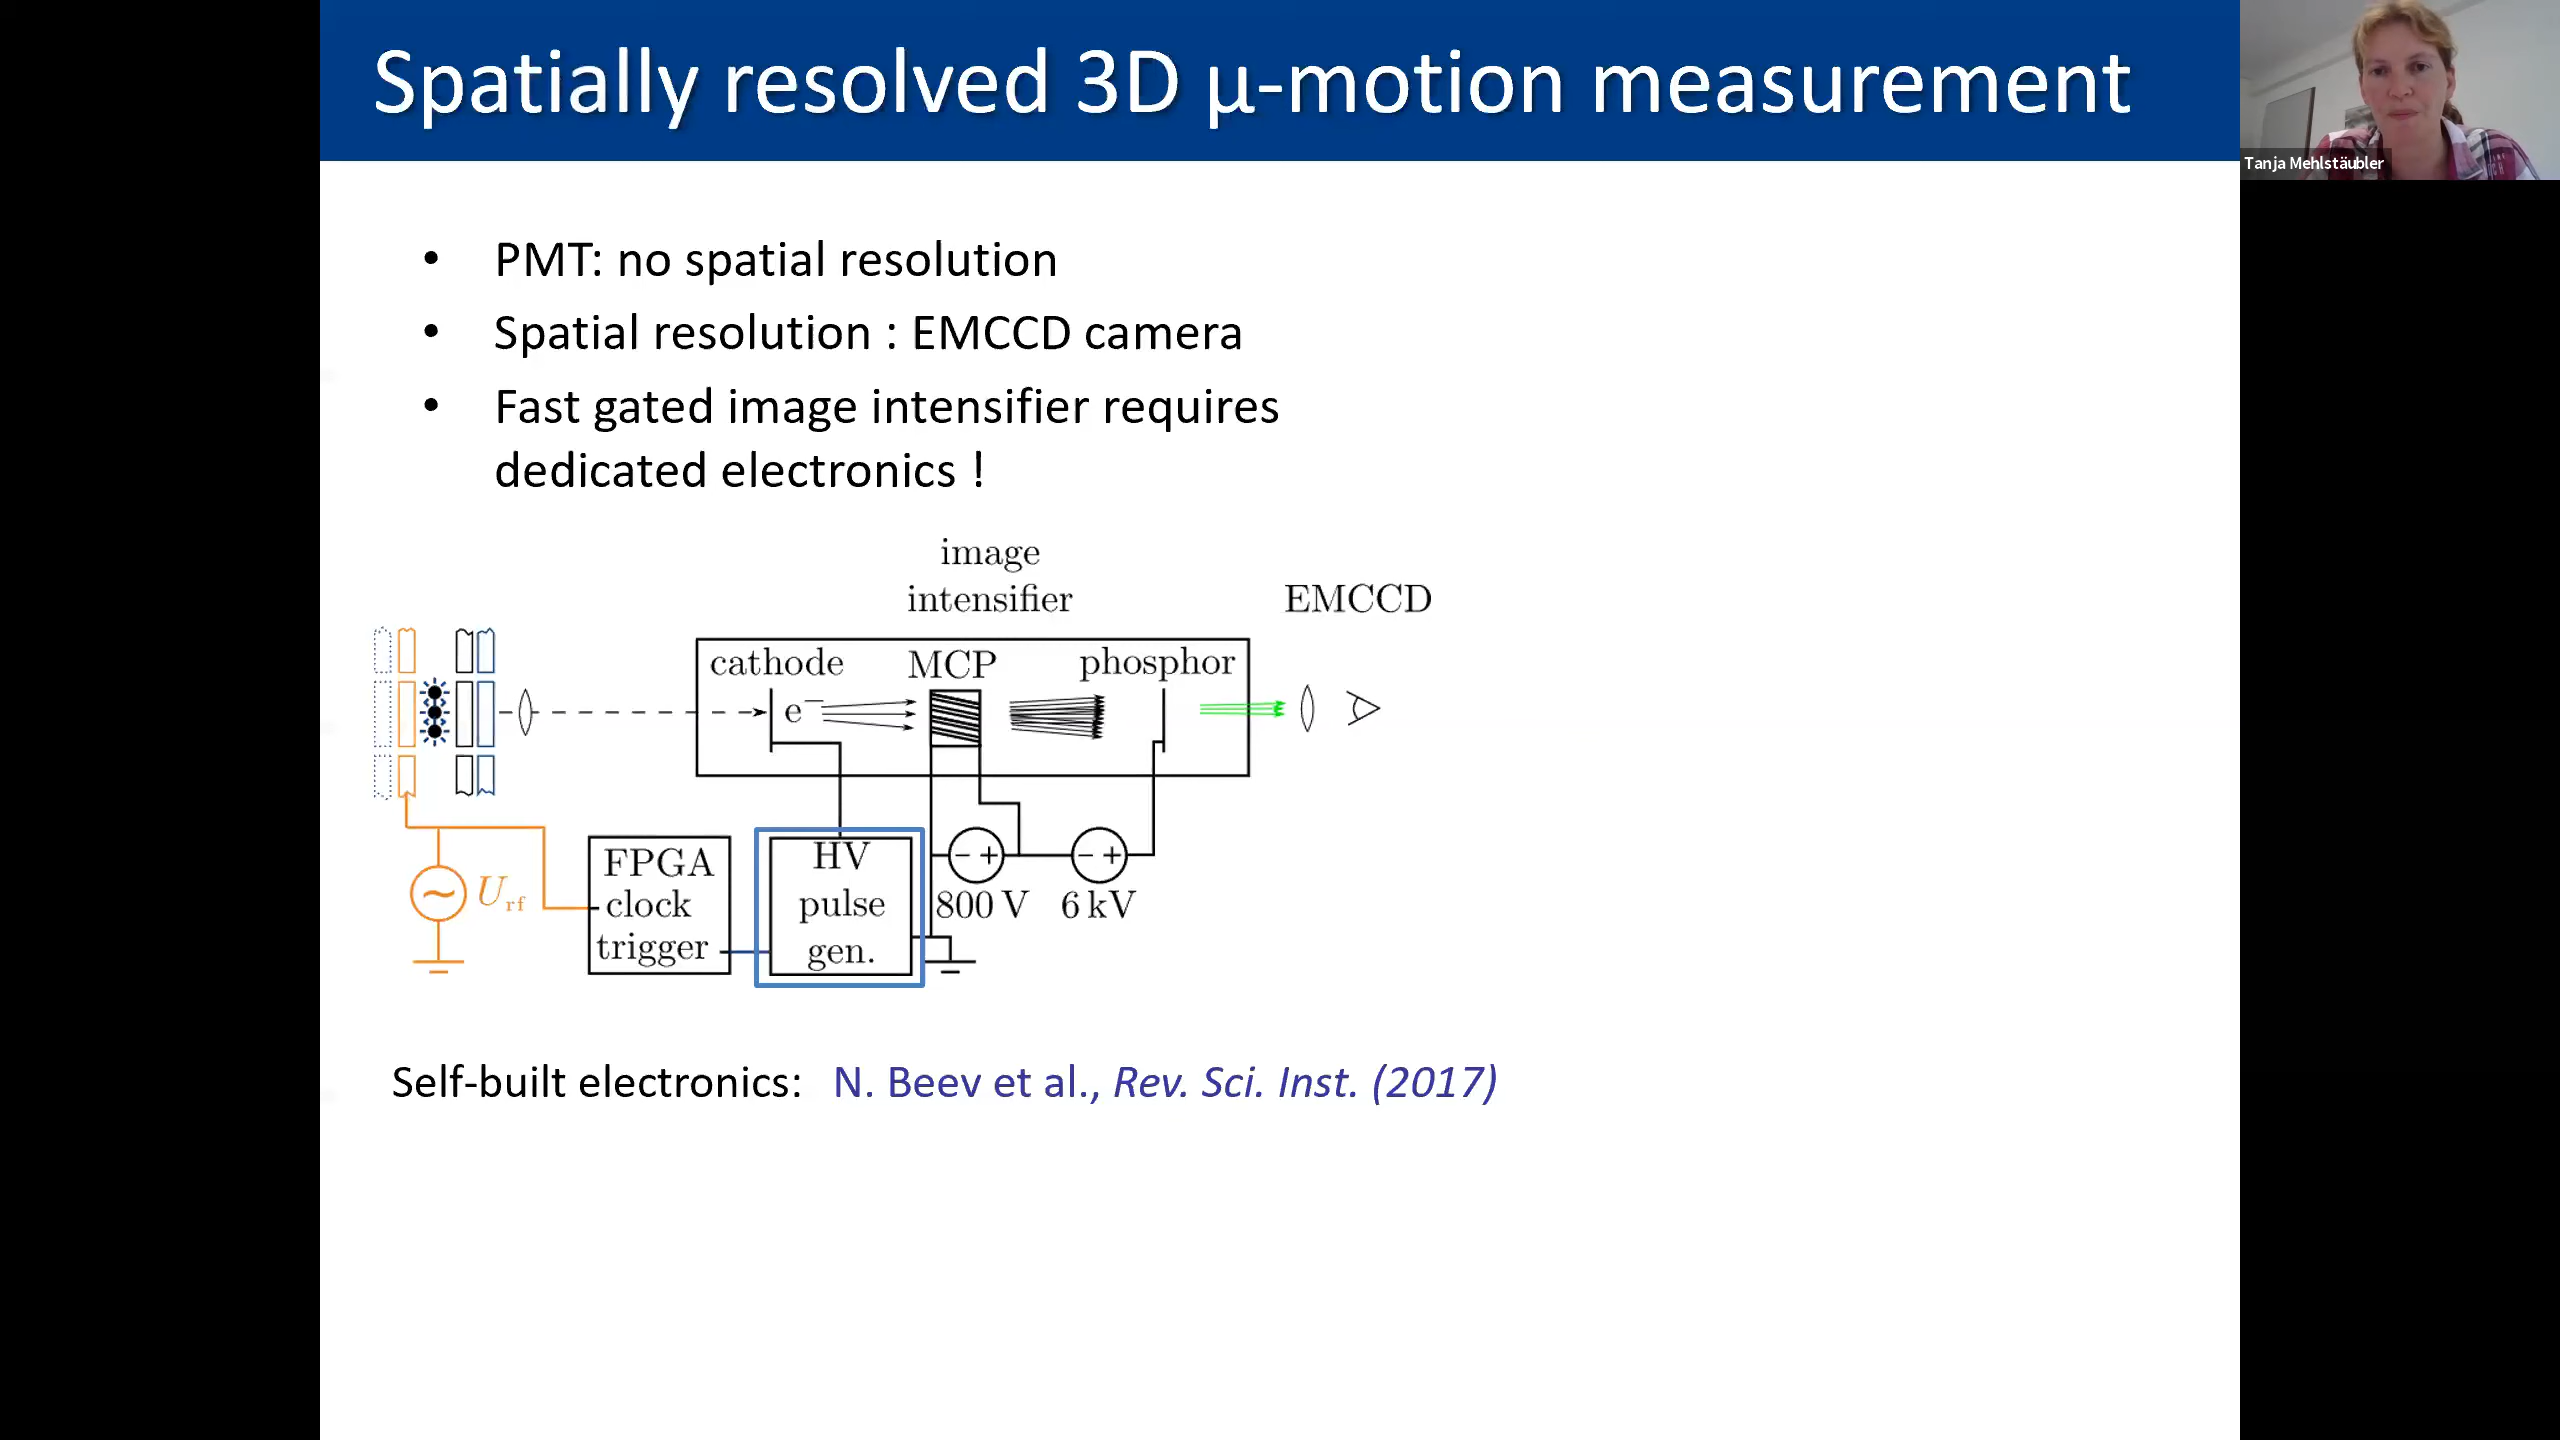 Spatially resolved 3D µ-motion measurement
Tanja Mehlstäubler
• PMT: no spatial resolution
• Spatial resolution : EMCCD camera
• Fast gated image intensifier requires
dedicated electronics !
image
intensifier
EMCCD
cathode
MCP
phosphor
e⁻
FPGA
clock
trigger
HV
pulse
gen.
- +
- +
800 V
6 kV
~
U_rf
Self-built electronics: N. Beev et al., Rev. Sci. Inst. (2017)